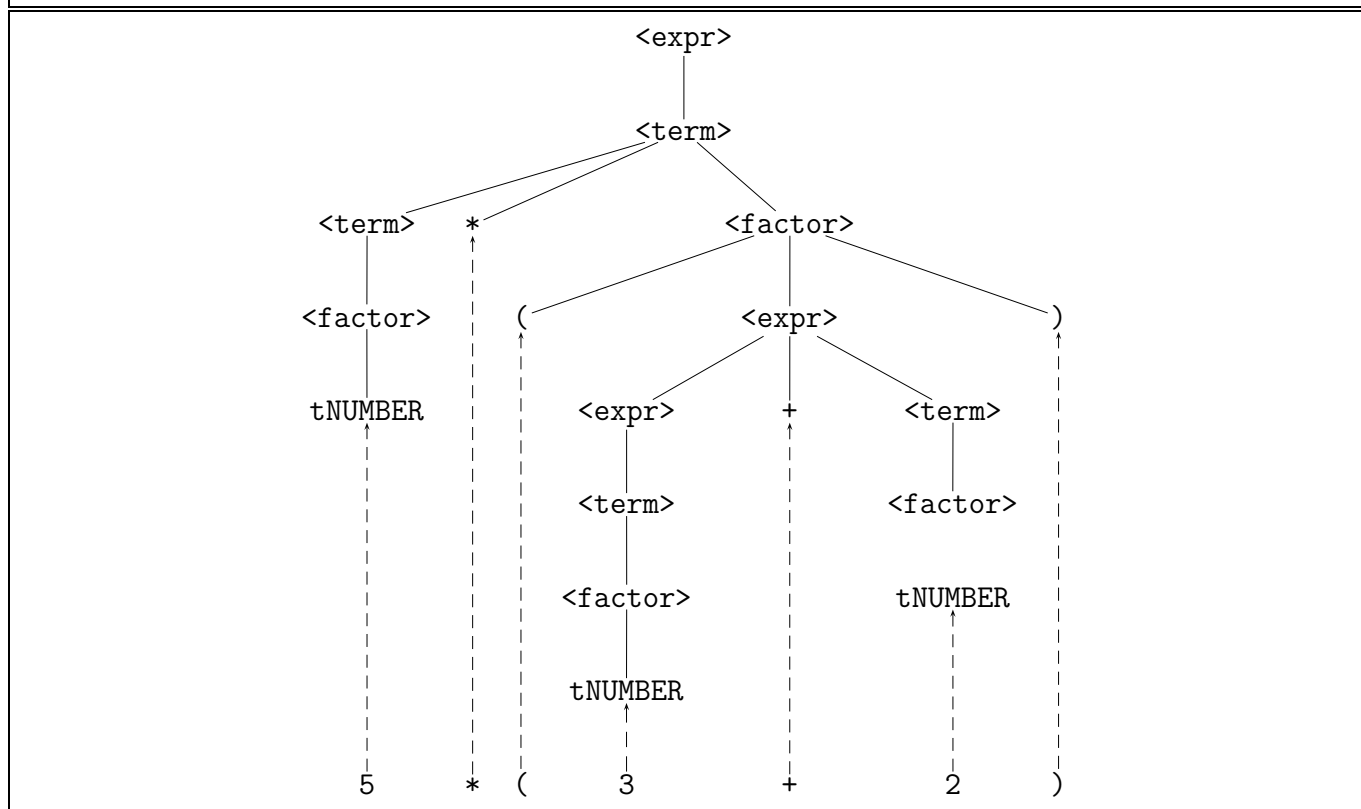 <expr>
<term>
<term> * <factor>
<factor> ( <expr> )
tNUMBER <expr> + <term>
<term> <factor>
<factor> tNUMBER
tNUMBER
5 * ( 3 + 2 )